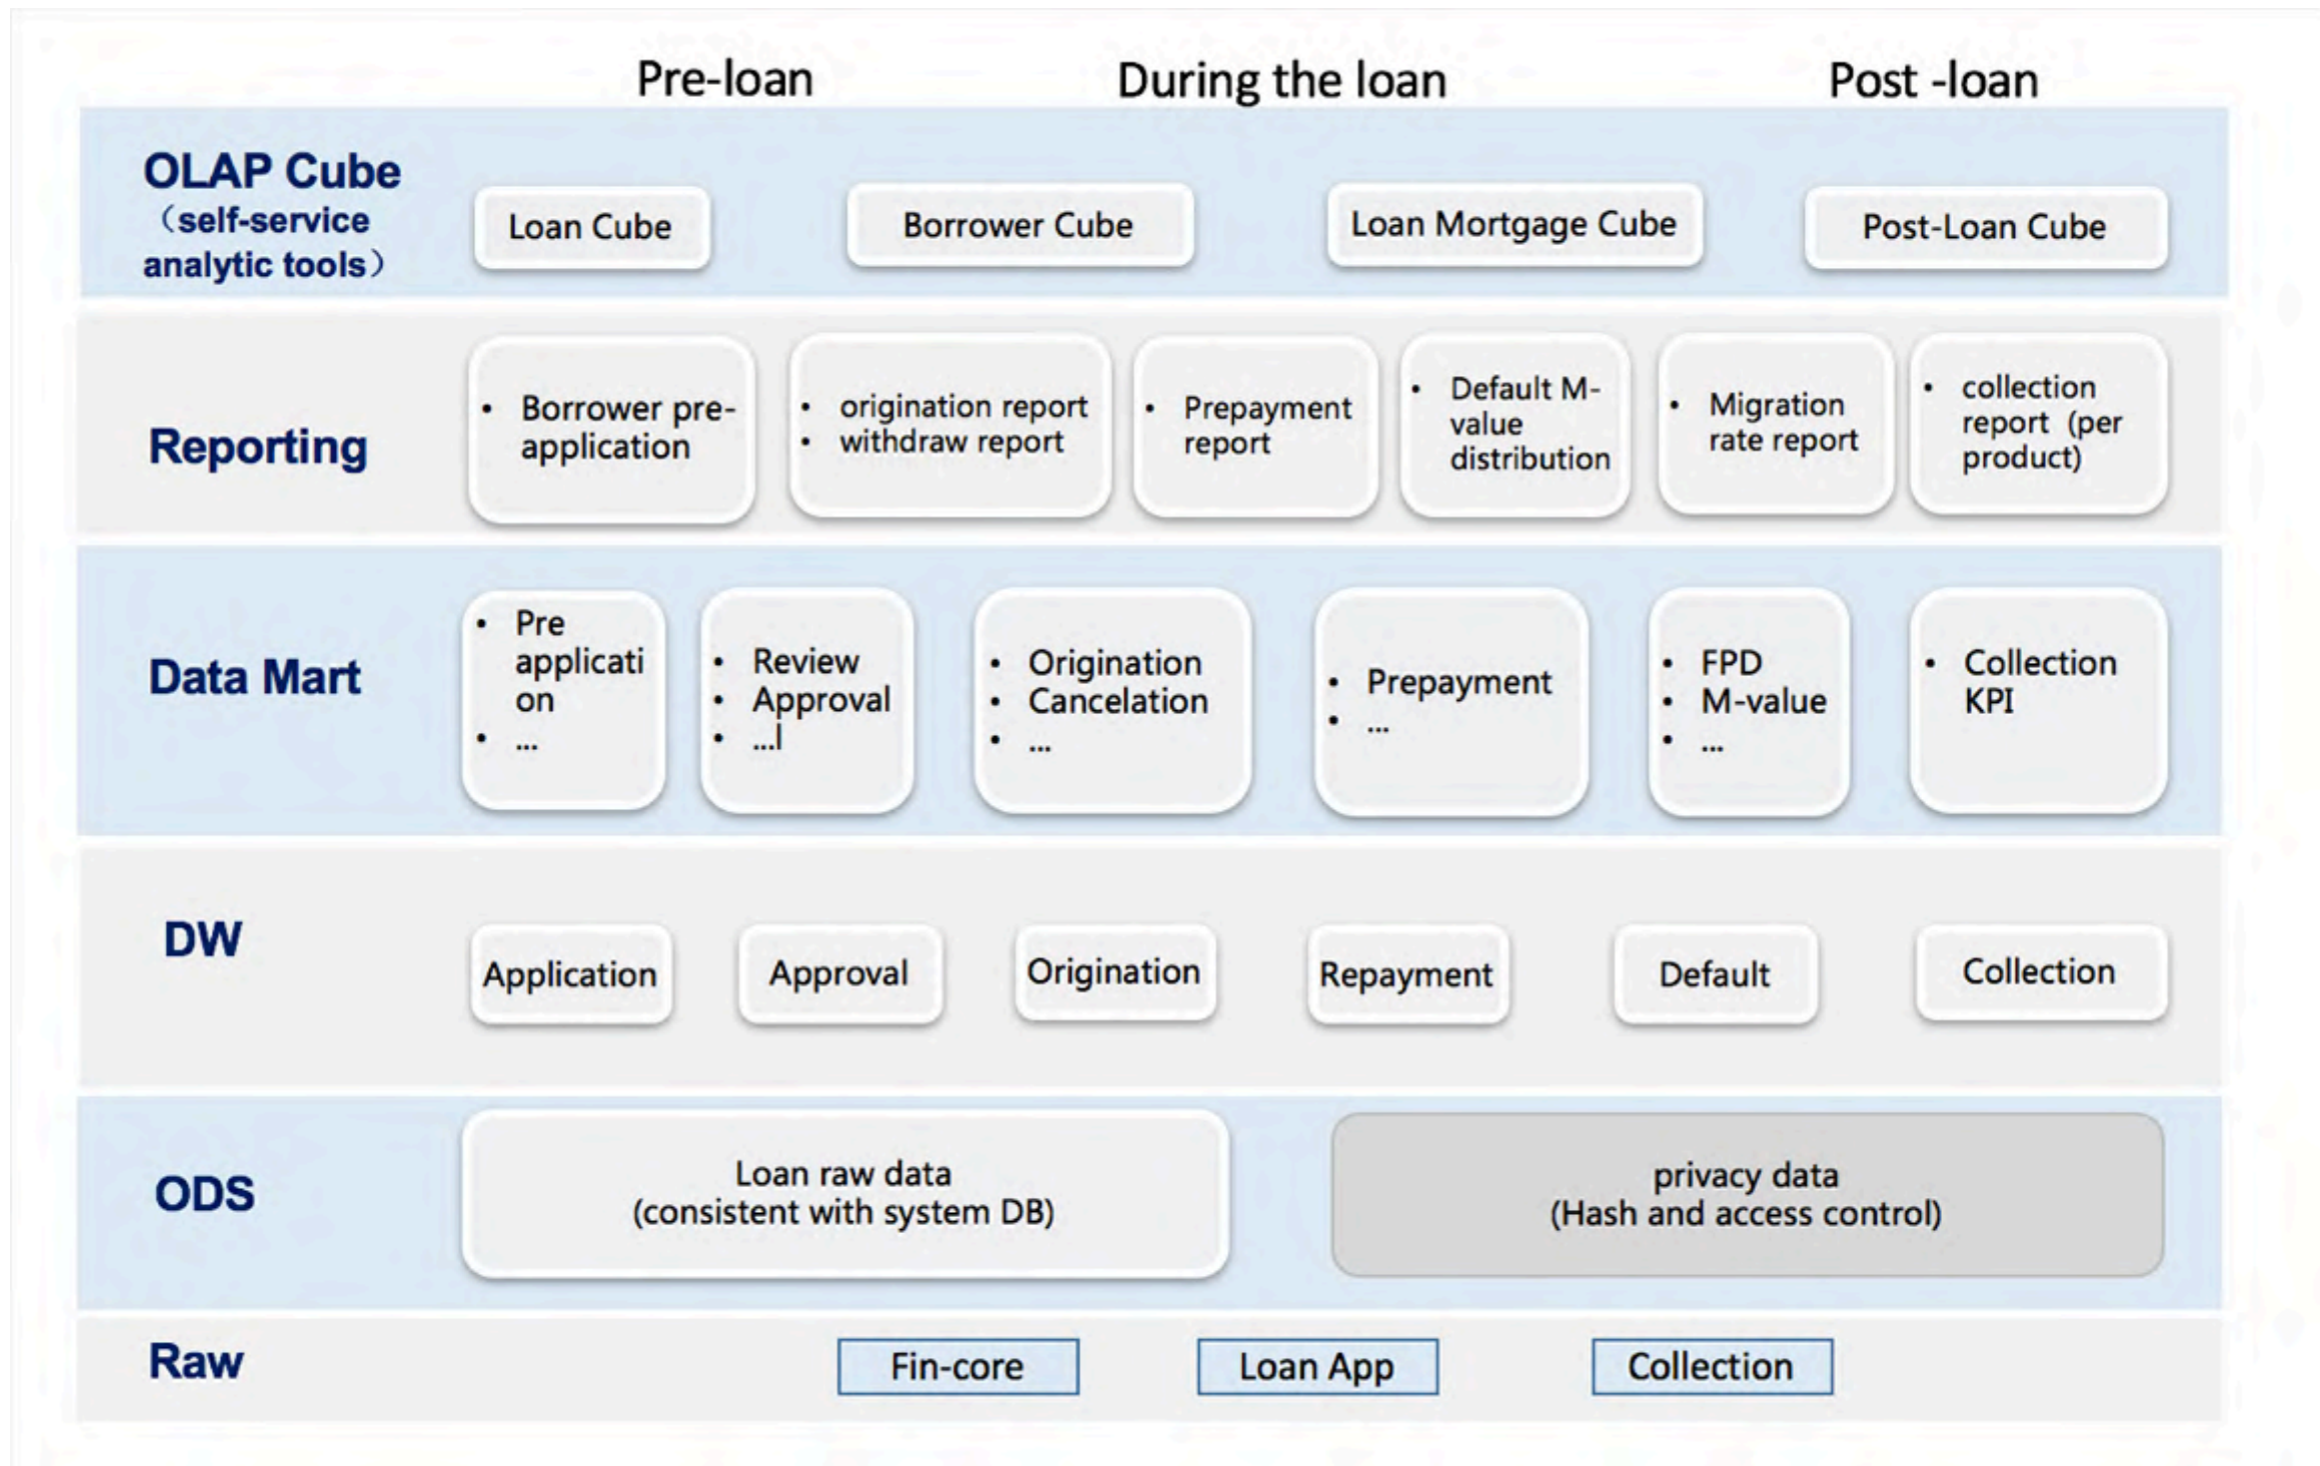 Pre-loan
During the loan
Post -loan
OLAP Cube
（self-service
analytic tools）
Loan Cube
Borrower Cube
Loan Mortgage Cube
Post-Loan Cube
Reporting
• Borrower pre-
application
• origination report
• withdraw report
• Prepayment
report
• Default M-
value
distribution
• Migration
rate report
• collection
report (per
product)
Data Mart
• Pre
applicati
on
• ...
• Review
• Approval
• ...l
• Origination
• Cancelation
• ...
• Prepayment
• ...
• FPD
• M-value
• ...
• Collection
KPI
DW
Application
Approval
Origination
Repayment
Default
Collection
ODS
Loan raw data
(consistent with system DB)
privacy data
(Hash and access control)
Raw
Fin-core
Loan App
Collection